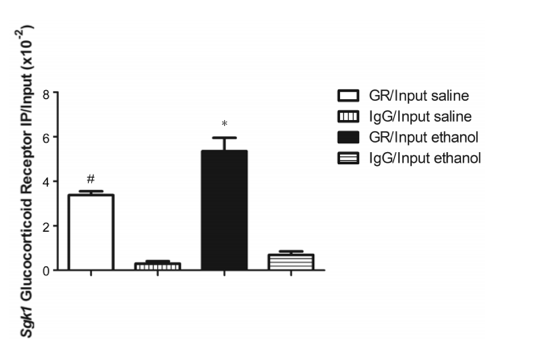 Sgk1 Glucocorticoid Receptor IP/Input (x10-2)
8
6
4
2
0
#
*
GR/Input saline
IgG/Input saline
GR/Input ethanol
IgG/Input ethanol